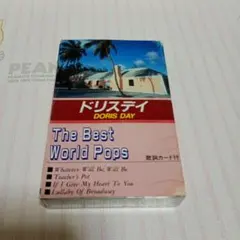 PEAN
ドリスデイ
DORIS DAY
The Best
World Pops
歌詞カード付
Whatever Will Be, Will Be
Teacher's Pet
If I Give My Heart To You
Lullaby Of Broadway